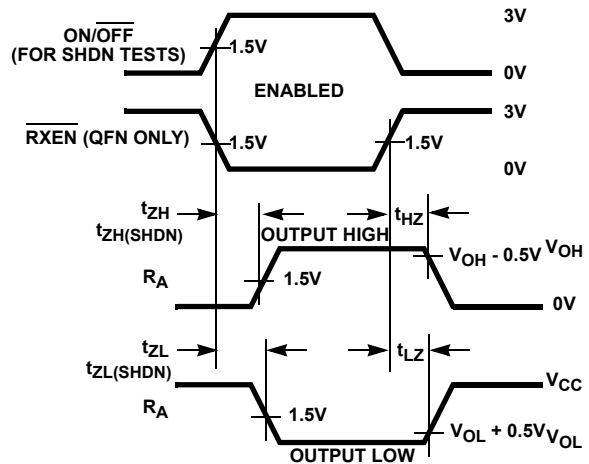 ON/OFF
(FOR SHDN TESTS)
1.5V
3V
0V
ENABLED
RXEN (QFN ONLY)
1.5V
1.5V
3V
0V
tZH
tZH(SHDN)
tHZ
OUTPUT HIGH
VOH - 0.5V VOH
RA
1.5V
0V
tZL
tZL(SHDN)
tLZ
VCC
RA
1.5V
VOL + 0.5V VOL
OUTPUT LOW